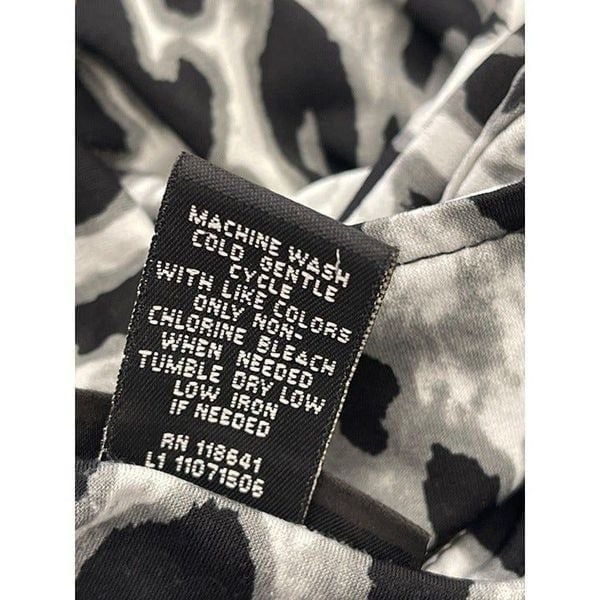 MACHINE WASH
COLD GENTLE
CYCLE
WITH LIKE COLORS
ONLY NON-
CHLORINE BLEACH
WHEN NEEDED
TUMBLE DRY LOW
LOW IRON
IF NEEDED
RN 118641
L1 11071506